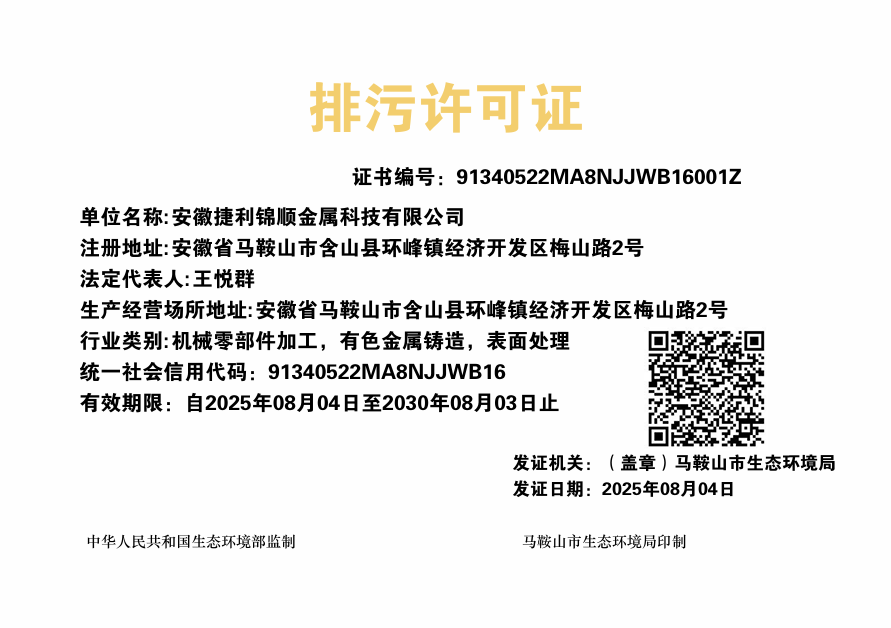 排污许可证
证书编号：91340522MA8NJJWB16001Z
单位名称:安徽捷利锦顺金属科技有限公司
注册地址:安徽省马鞍山市含山县环峰镇经济开发区梅山路2号
法定代表人:王悦群
生产经营场所地址:安徽省马鞍山市含山县环峰镇经济开发区梅山路2号
行业类别:机械零部件加工，有色金属铸造，表面处理
统一社会信用代码：91340522MA8NJJWB16
有效期限：自2025年08月04日至2030年08月03日止
发证机关：（盖章）马鞍山市生态环境局
发证日期：2025年08月04日
中华人民共和国生态环境部监制
马鞍山市生态环境局印制